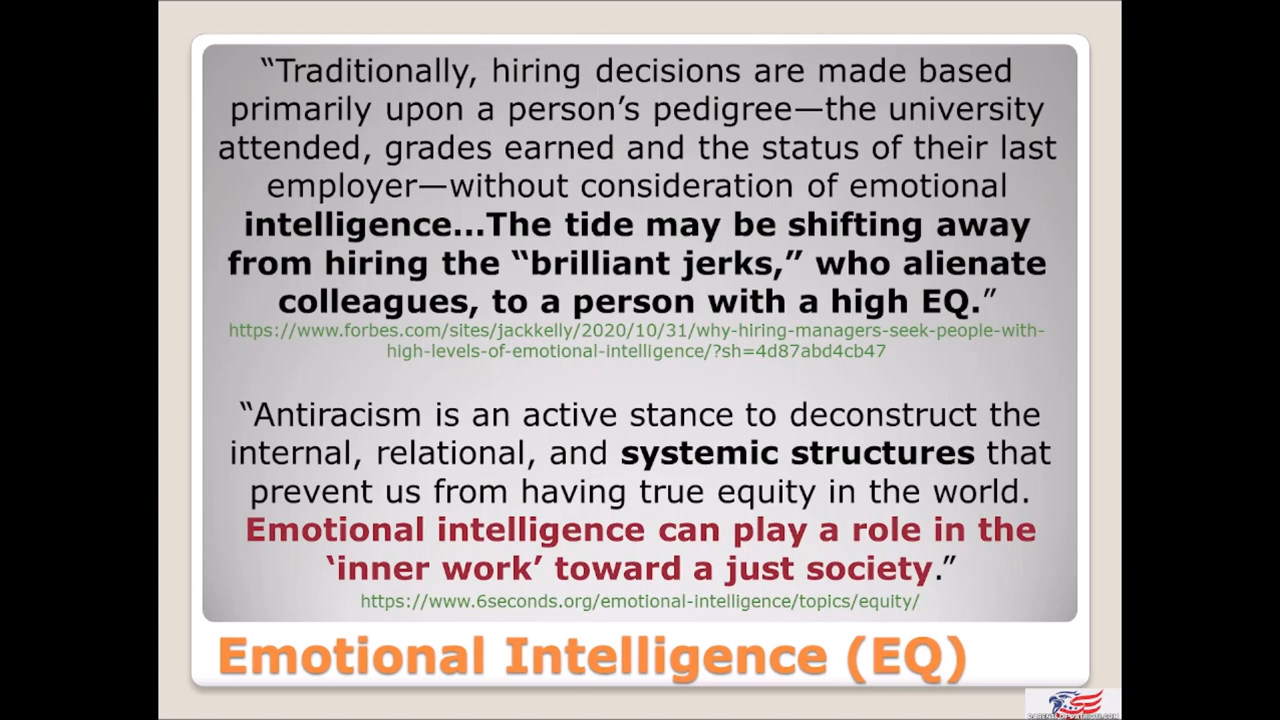 “Traditionally, hiring decisions are made based
primarily upon a person’s pedigree—the university
attended, grades earned and the status of their last
employer—without consideration of emotional
intelligence…The tide may be shifting away
from hiring the “brilliant jerks,” who alienate
colleagues, to a person with a high EQ.”
https://www.forbes.com/sites/jackkelly/2020/10/31/why-hiring-managers-seek-people-with-
high-levels-of-emotional-intelligence/?sh=4d87abd4cb47
“Antiracism is an active stance to deconstruct the
internal, relational, and systemic structures that
prevent us from having true equity in the world.
Emotional intelligence can play a role in the
‘inner work’ toward a just society.”
https://www.6seconds.org/emotional-intelligence/topics/equity/
Emotional Intelligence (EQ)